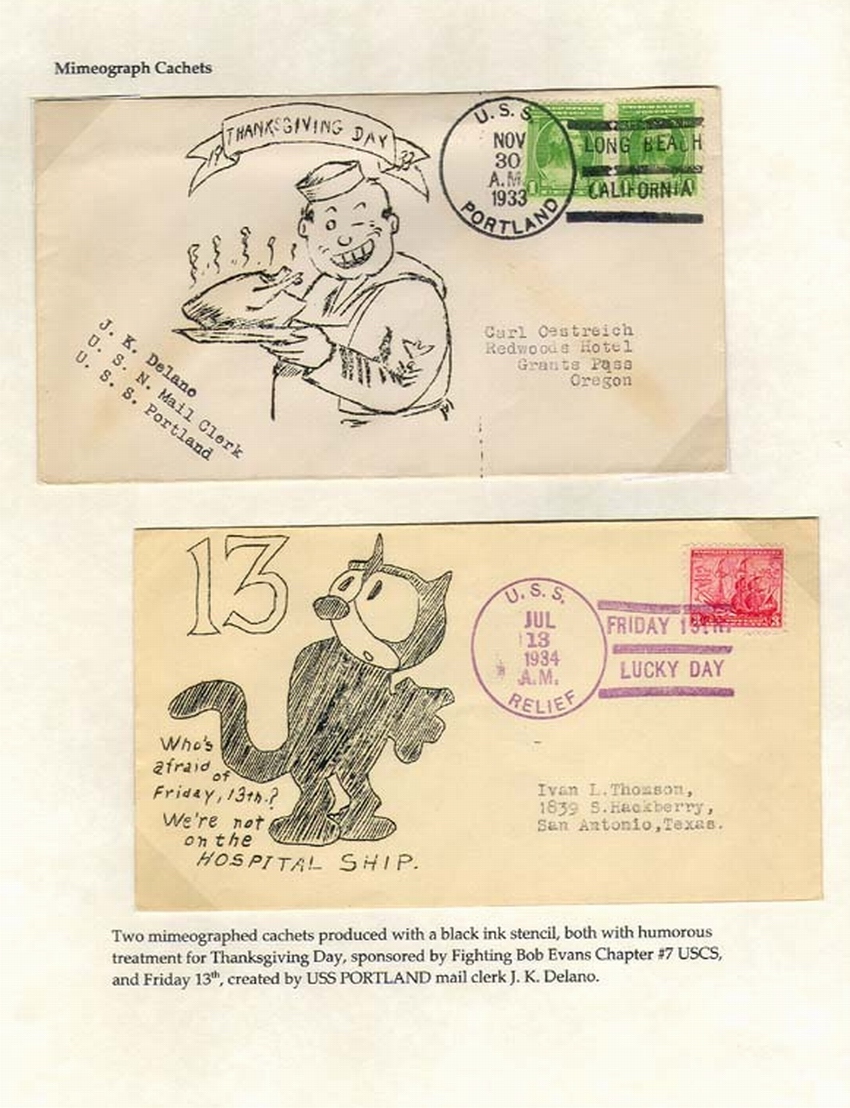 Mimeograph Cachets
19 THANKSGIVING DAY 33
U.S.S.
NOV
30
A.M.
1933
PORTLAND
LONG BEACH
CALIFORNIA
J. K. Delano
U. S. N. Mail Clerk
U. S. S. Portland
Carl Oestreich
Redwoods Hotel
Grants Pass
Oregon
13
U.S.S.
JUL
13
1934
A.M.
RELIEF
FRIDAY 13TH
LUCKY DAY
Who's
afraid
of
Friday, 13th.?
We're not
on the
HOSPITAL SHIP.
Ivan L.Thomson,
1839 S.Hackberry,
San Antonio,Texas.
Two mimeographed cachets produced with a black ink stencil, both with humorous
treatment for Thanksgiving Day, sponsored by Fighting Bob Evans Chapter #7 USCS,
and Friday 13th, created by USS PORTLAND mail clerk J. K. Delano.